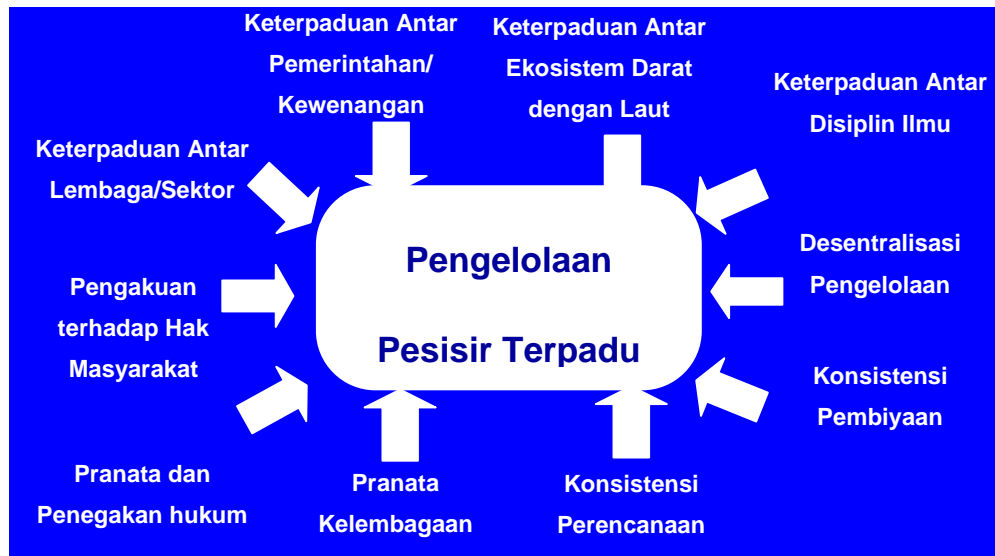 Keterpaduan Antar
Pemerintahan/
Kewenangan
Keterpaduan Antar
Ekosistem Darat
dengan Laut
Keterpaduan Antar
Disiplin Ilmu
Keterpaduan Antar
Lembaga/Sektor
Pengelolaan
Pesisir Terpadu
Desentralisasi
Pengelolaan
Pengakuan
terhadap Hak
Masyarakat
Konsistensi
Pembiyaan
Pranata dan
Penegakan hukum
Pranata
Kelembagaan
Konsistensi
Perencanaan